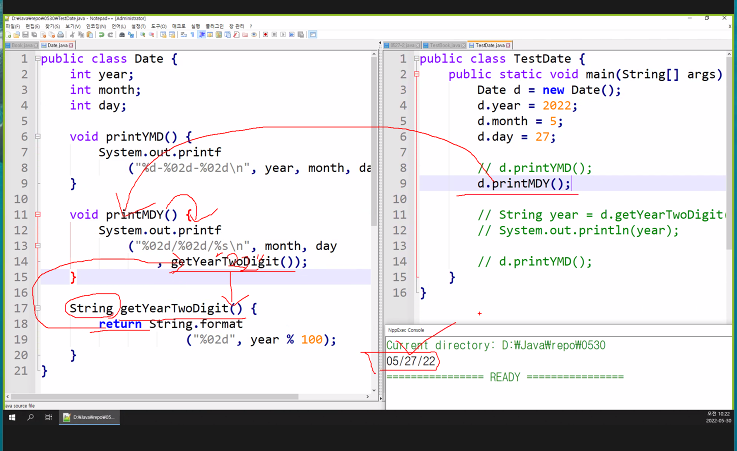 D:₩Java₩repo₩0530₩TestDate.java - Notepad++ [Administrator]
Date.java
TestDate.java
1 public class Date {
2 int year;
3 int month;
4 int day;
5
6 void printYMD() {
7 System.out.printf
8 ("%d-%02d-%02d\n", year, month, da
9 }
10
11 void printMDY() {
12 System.out.printf
13 ("%02d/%02d/%s\n", month, day
14 , getYearTwoDigit());
15 }
16
17 String getYearTwoDigit() {
18 return String.format
19 ("%02d", year % 100);
20 }
21 }
1 public class TestDate {
2 public static void main(String[] args)
3 Date d = new Date();
4 d.year = 2022;
5 d.month = 5;
6 d.day = 27;
7
8 // d.printYMD();
9 d.printMDY();
10
11 // String year = d.getYearTwoDigit
12 // System.out.println(year);
13
14 // d.printYMD();
15 }
16 }
NppExec Console
Current directory: D:₩Java₩repo₩0530
05/27/22
================ READY ================
java source file
D:₩Java₩repo₩05...
오전 10:22
2022-05-30